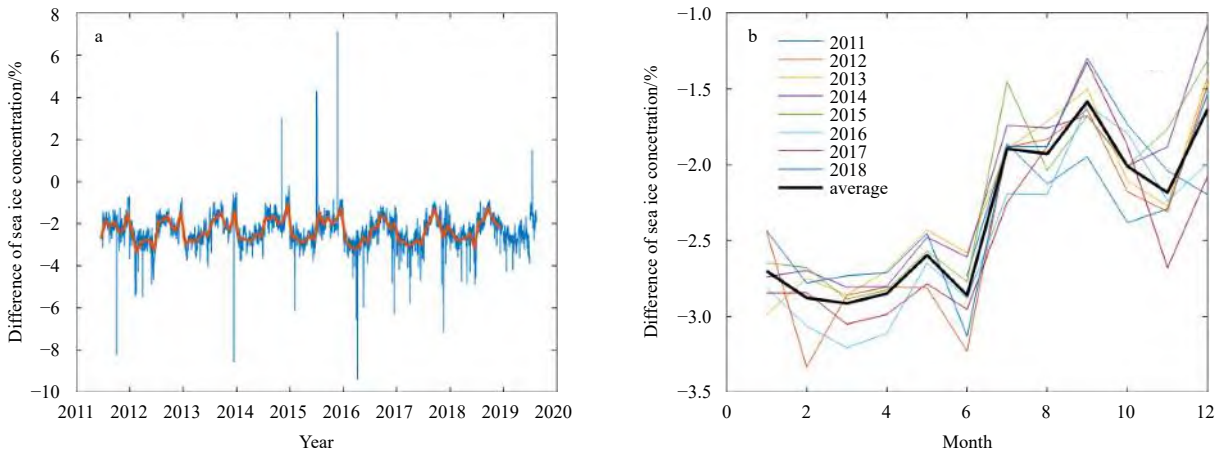 a
8
6
4
2
0
−2
−4
−6
−8
−10
2011 2012 2013 2014 2015 2016 2017 2018 2019 2020
Year
Difference of sea ice concentration/%
b
−1.0
−1.5
−2.0
−2.5
−3.0
−3.5
0 2 4 6 8 10 12
Month
Difference of sea ice concetration/%
2011
2012
2013
2014
2015
2016
2017
2018
average